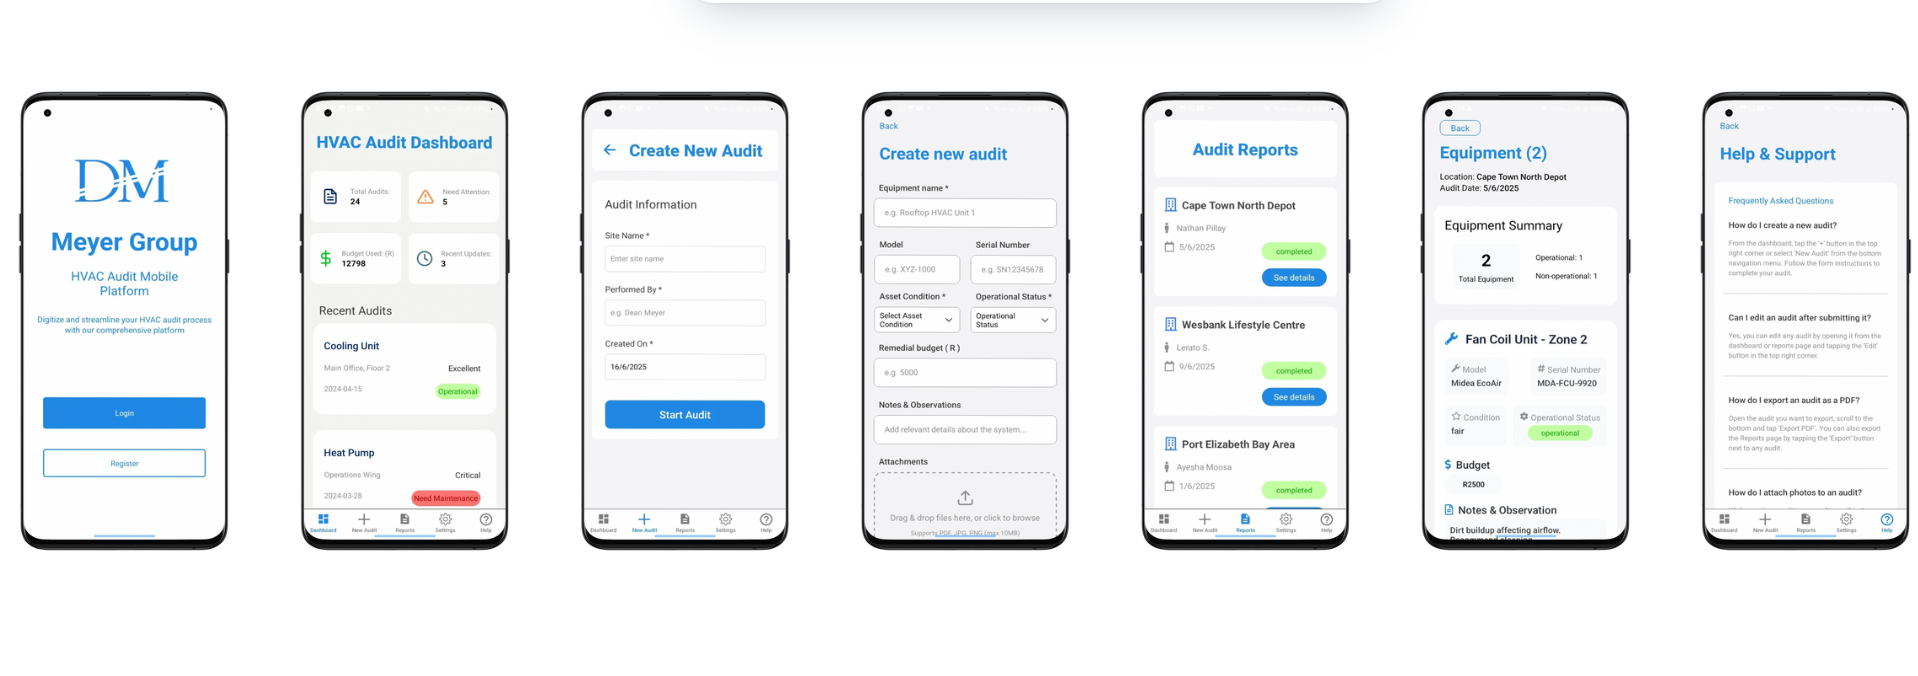 DM
Meyer Group
HVAC Audit Mobile
Platform
Digitize and streamline your HVAC audit process
with our comprehensive platform
Login
Register
HVAC Audit Dashboard
Total Audits:
24
Need Attention:
5
Budget Used: (R)
12798
Recent Updates:
3
Recent Audits
Cooling Unit
Main Office, Floor 2
Excellent
2024-04-15
Operational
Heat Pump
Operations Wing
Critical
2024-03-28
Need Maintenance
Dashboard
New Audit
Reports
Settings
Help
Create New Audit
Audit Information
Site Name *
Enter site name
Performed By *
e.g. Dean Meyer
Created On *
16/6/2025
Start Audit
Dashboard
New Audit
Reports
Settings
Help
Back
Create new audit
Equipment name *
e.g. Rooftop HVAC Unit 1
Model
Serial Number
e.g. XYZ-1000
e.g. SN12345678
Asset Condition *
Operational Status *
Select Asset
Condition
Operational
Status
Remedial budget ( R )
e.g. 5000
Notes & Observations
Add relevant details about the system...
Attachments
Drag & drop files here, or click to browse
Supports PDF, JPG, PNG (max 10MB)
Audit Reports
Cape Town North Depot
Nathan Pillay
5/6/2025
completed
See details
Wesbank Lifestyle Centre
Lerato S.
9/6/2025
completed
See details
Port Elizabeth Bay Area
Ayesha Moosa
1/6/2025
completed
Dashboard
New Audit
Reports
Settings
Help
Back
Equipment (2)
Location: Cape Town North Depot
Audit Date: 5/6/2025
Equipment Summary
2
Total Equipment
Operational: 1
Non-operational: 1
Fan Coil Unit - Zone 2
Model
Midea EcoAir
# Serial Number
MDA-FCU-9920
Condition
fair
Operational Status
operational
$ Budget
R2500
Notes & Observation
Dirt buildup affecting airflow.
Recommend cleaning.
Back
Help & Support
Frequently Asked Questions
How do I create a new audit?
From the dashboard, tap the '+' button in the top
right corner or select 'New Audit' from the bottom
navigation menu. Follow the form instructions to
complete your audit.
Can I edit an audit after submitting it?
Yes, you can edit any audit by opening it from the
dashboard or reports page and tapping the 'Edit'
button in the top right corner.
How do I export an audit as a PDF?
Open the audit you want to export, scroll to the
bottom and tap 'Export PDF'. You can also export
from the Reports page by tapping the 'Export' button
next to any audit.
How do I attach photos to an audit?
Dashboard
New Audit
Reports
Settings
Help